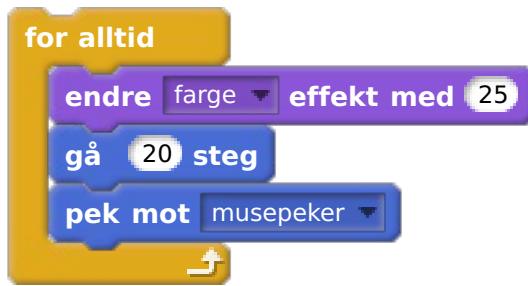 for alltid
endre farge effekt med 25
gå 20 steg
pek mot musepeker